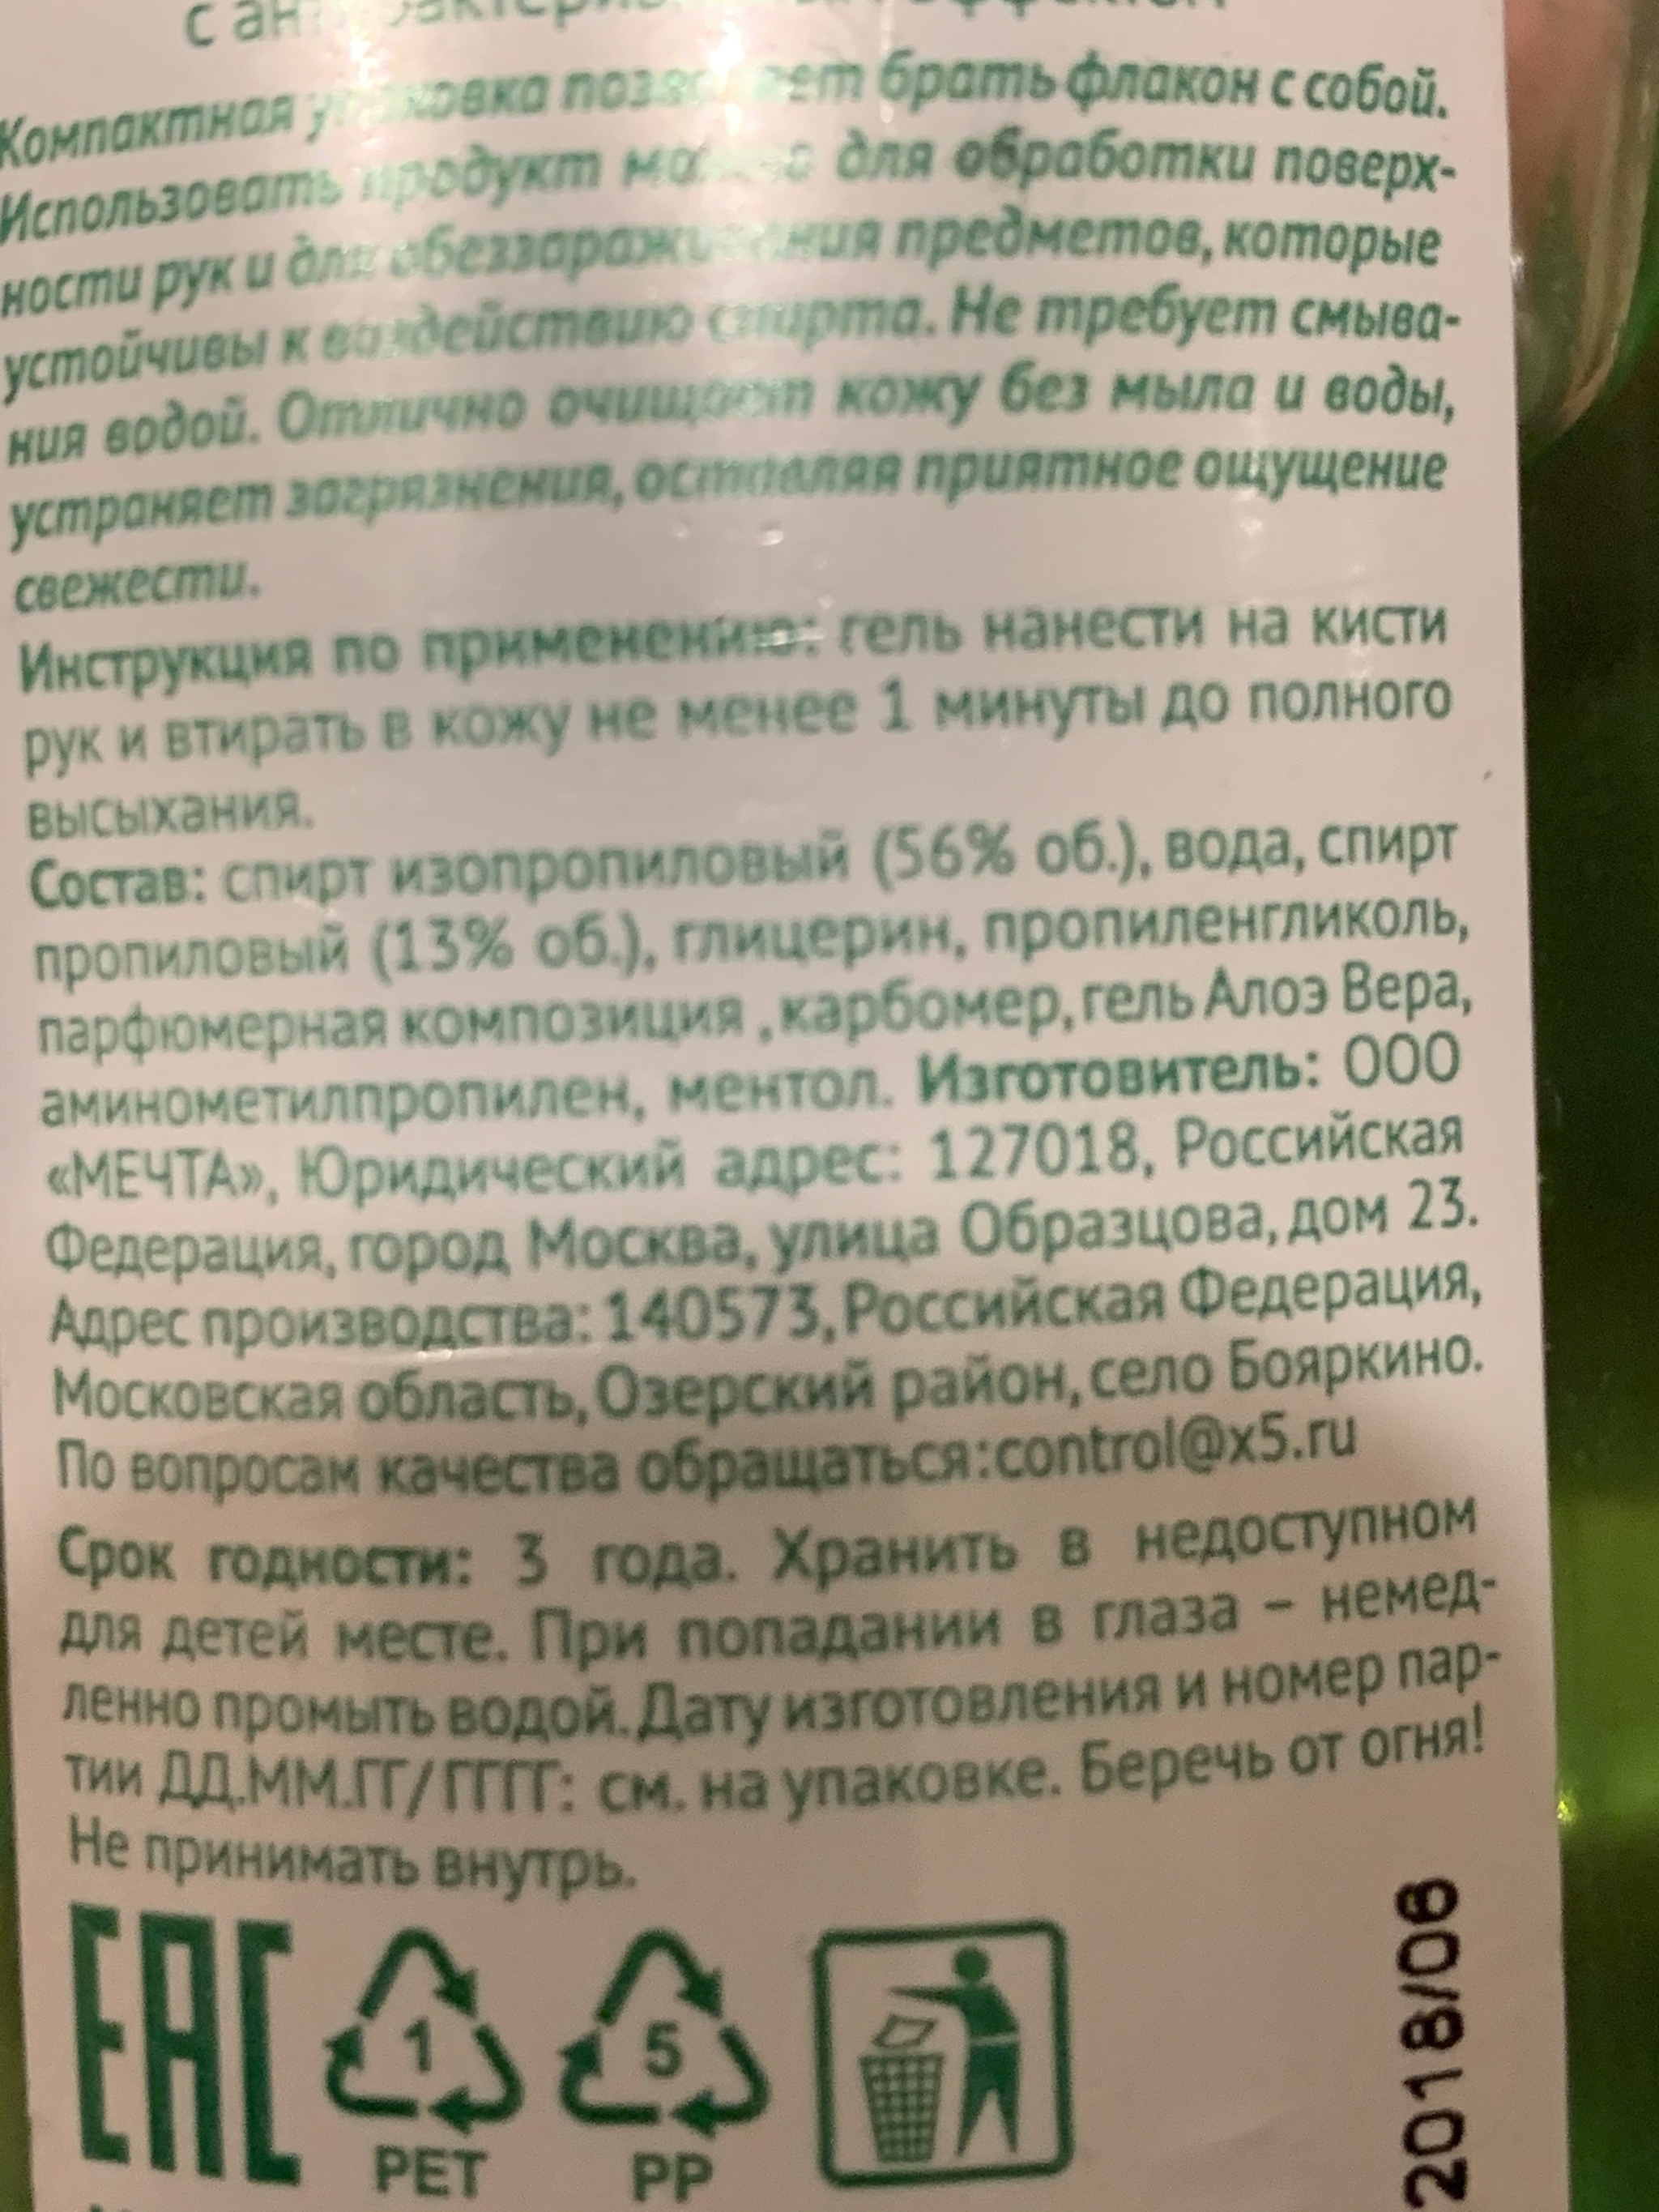 с антибактериальным эффектом
Компактная упаковка позволяет брать флакон с собой.
Использовать продукт можно для обработки поверх-
ности рук и для обеззараживания предметов, которые
устойчивы к воздействию спирта. Не требует смыва-
ния водой. Отлично очищает кожу без мыла и воды,
устраняет загрязнения, оставляя приятное ощущение
свежести.
Инструкция по применению: гель нанести на кисти
рук и втирать в кожу не менее 1 минуты до полного
высыхания.
Состав: спирт изопропиловый (56% об.), вода, спирт
пропиловый (13% об.), глицерин, пропиленгликоль,
парфюмерная композиция ,карбомер, гель Алоэ Вера,
аминометилпропилен, ментол. Изготовитель: ООО
«МЕЧТА», Юридический адрес: 127018, Российская
Федерация, город Москва, улица Образцова, дом 23.
Адрес производства: 140573, Российская Федерация,
Московская область, Озерский район, село Бояркино.
По вопросам качества обращаться:control@x5.ru
Срок годности: 3 года. Хранить в недоступном
для детей месте. При попадании в глаза – немед-
ленно промыть водой. Дату изготовления и номер пар-
тии ДД.ММ.ГГ/ГГГГ: см. на упаковке. Беречь от огня!
Не принимать внутрь.
EAC 1 5
PET PP
2018/08